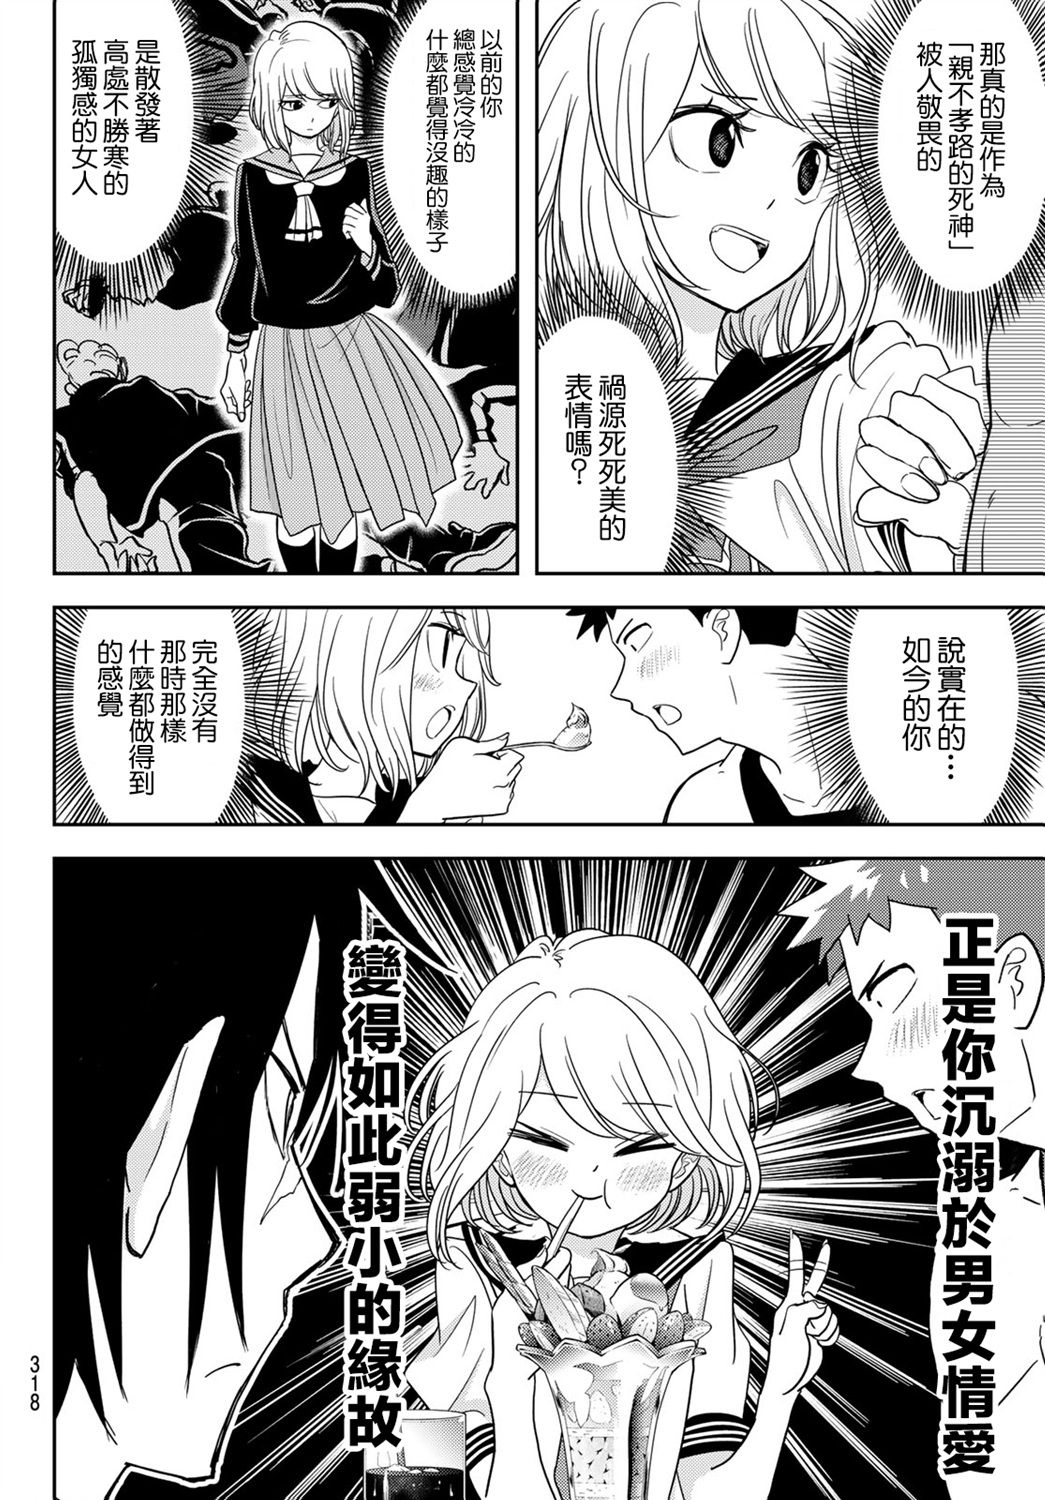 那真的是作為
「親不孝路的死神」
被人敬畏的
禍源死死美的
表情嗎？
以前的你
總感覺冷冷的
什麼都覺得沒趣的樣子
是散發著
高處不勝寒的
孤獨感的女人
說實在的…
如今的你
完全沒有
那時那樣
什麼都做得到
的感覺
正是你沉溺於男女情愛
變得如此弱小的緣故
318